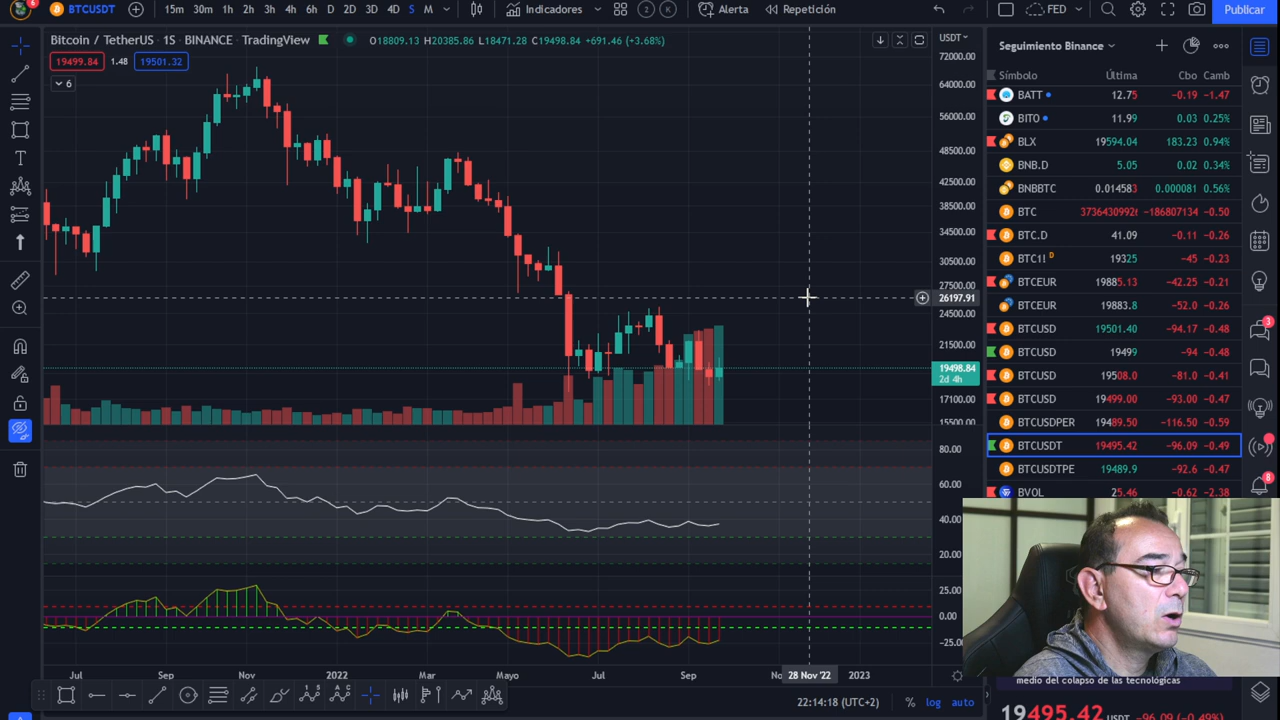 6
BTCUSDT
15m 30m 1h 2h 3h 4h 6h D 2D 3D 4D S M
Indicadores
2
Alerta
Repetición
FED
Publicar
Bitcoin / TetherUS · 1S · BINANCE · TradingView
O18809.13 H20385.86 L18471.28 C19498.84 +691.46 (+3.68%)
19499.84 1.48 19501.32
6
USDT
72000.00
64000.00
56000.00
48500.00
42500.00
38500.00
34500.00
30500.00
27500.00
26197.91
24500.00
21500.00
19498.84
2d 4h
17100.00
15500.00
80.00
60.00
40.00
20.00
25.00
0.00
−25.00
Jul Sep Nov 2022 Mar Mayo Jul Sep 28 Nov '22 2023
22:14:18 (UTC+2) % log auto
Seguimiento Binance
Símbolo Última Cbo Camb
BATT 12.75 −0.19 −1.47
BITO 11.99 0.03 0.25%
BLX 19594.04 183.23 0.94%
BNB.D 5.05 0.02 0.34%
BNBBTC 0.014583 0.000081 0.56%
BTC −186807134 −0.50
BTC.D 41.09 −0.11 −0.26
BTC1! D 19325 −45 −0.23
BTCEUR 19885.13 −42.25 −0.21
BTCEUR 19883.8 −52.0 −0.26
BTCUSD 19501.40 −94.17 −0.48
BTCUSD 19499 −94 −0.48
BTCUSD 19508.0 −81.0 −0.41
BTCUSD 19499.00 −93.00 −0.47
BTCUSDPER 19489.50 −116.50 −0.59
BTCUSDT 19495.42 −96.09 −0.49
BTCUSDTPE 19489.9 −92.6 −0.47
BVOL 25.46 −0.62 −2.38
3
8
medio del colapso de las tecnológicas
19495.42 USDT −96.09 (−0.49%)